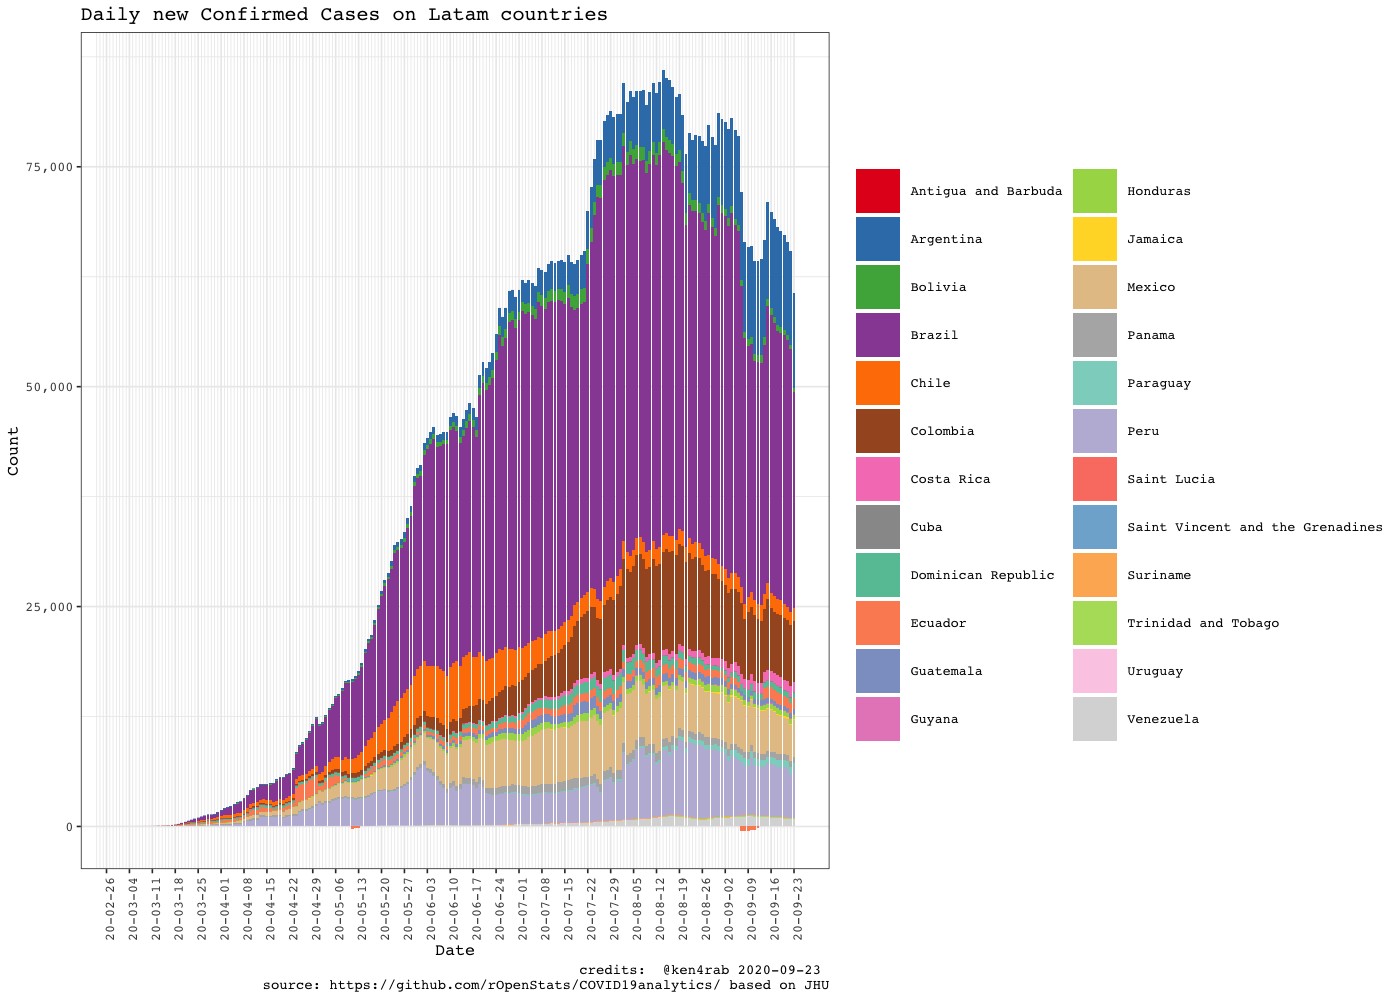 Daily new Confirmed Cases on Latam countries
Count
75,000
50,000
25,000
0
20-02-26
20-03-04
20-03-11
20-03-18
20-03-25
20-04-01
20-04-08
20-04-15
20-04-22
20-04-29
20-05-06
20-05-13
20-05-20
20-05-27
20-06-03
20-06-10
20-06-17
20-06-24
20-07-01
20-07-08
20-07-15
20-07-22
20-07-29
20-08-05
20-08-12
20-08-19
20-08-26
20-09-02
20-09-09
20-09-16
20-09-23
Date
Antigua and Barbuda
Argentina
Bolivia
Brazil
Chile
Colombia
Costa Rica
Cuba
Dominican Republic
Ecuador
Guatemala
Guyana
Honduras
Jamaica
Mexico
Panama
Paraguay
Peru
Saint Lucia
Saint Vincent and the Grenadines
Suriname
Trinidad and Tobago
Uruguay
Venezuela
credits:  @ken4rab 2020-09-23
source: https://github.com/rOpenStats/COVID19analytics/ based on JHU